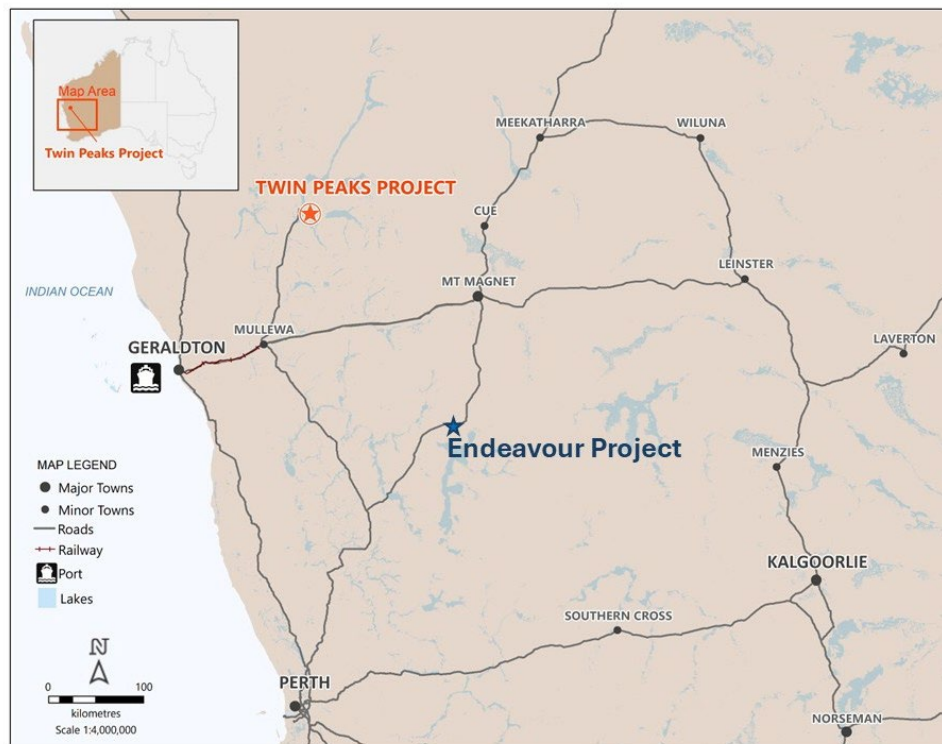 Map Area
Twin Peaks Project
MEEKATHARRA
WILUNA
TWIN PEAKS PROJECT
CUE
LEINSTER
MT MAGNET
INDIAN OCEAN
MULLEWA
LAVERTON
GERALDTON
Endeavour Project
MENZIES
MAP LEGEND
Major Towns
Minor Towns
Roads
Railway
Port
Lakes
KALGOORLIE
SOUTHERN CROSS
N
PERTH
0 100
kilometres
Scale 1:4,000,000
NORSEMAN